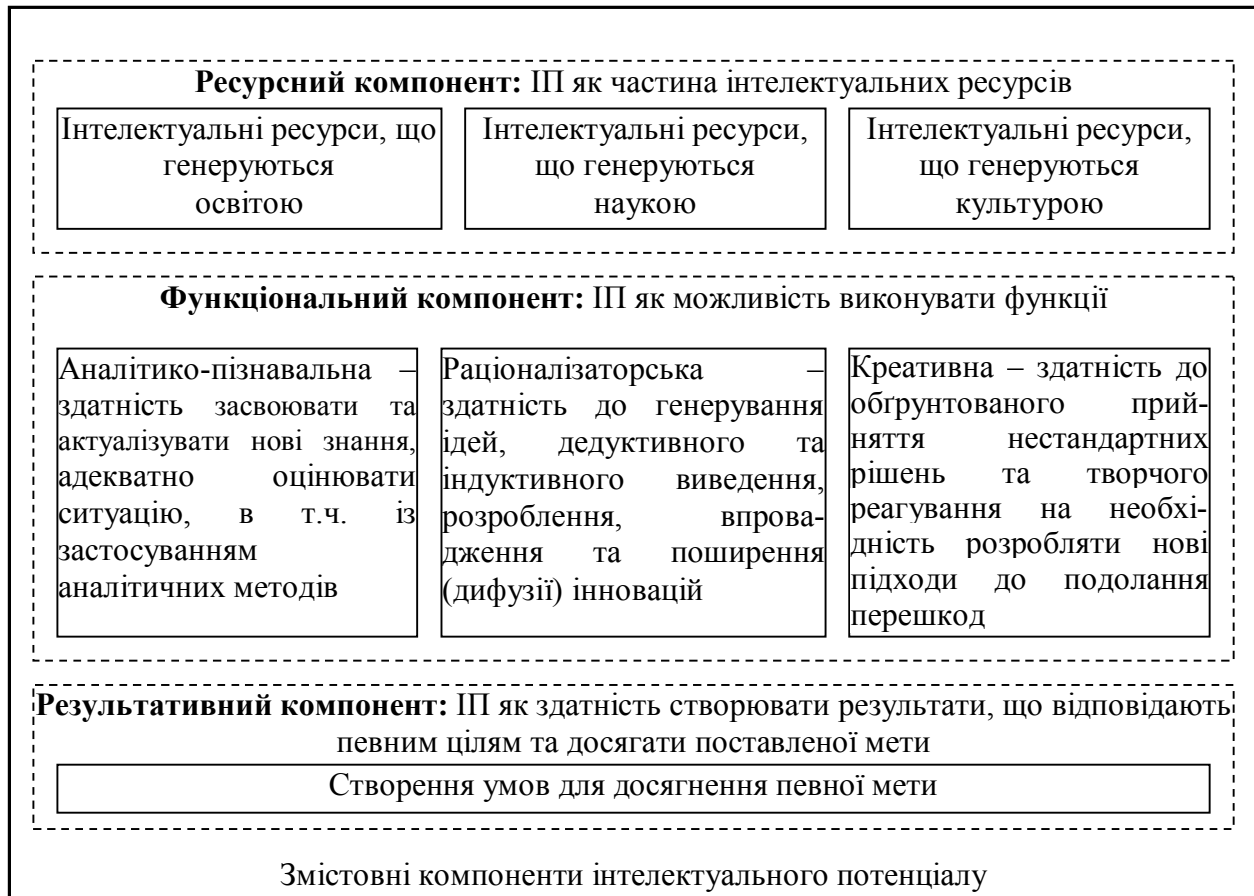 Ресурсний компонент: ІП як частина інтелектуальних ресурсів
Інтелектуальні ресурси, що
генеруються
освітою
Інтелектуальні ресурси,
що генеруються
наукою
Інтелектуальні ресурси,
що генеруються
культурою
Функціональний компонент: ІП як можливість виконувати функції
Аналітико-пізнавальна –
здатність засвоювати та
актуалізувати нові знання,
адекватно оцінювати
ситуацію, в т.ч. із
застосуванням
аналітичних методів
Раціоналізаторська –
здатність до генерування
ідей, дедуктивного та
індуктивного виведення,
розроблення, впрова-
дження та поширення
(дифузії) інновацій
Креативна – здатність до
обґрунтованого прий-
няття нестандартних
рішень та творчого
реагування на необхі-
дність розробляти нові
підходи до подолання
перешкод
Результативний компонент: ІП як здатність створювати результати, що відповідають
певним цілям та досягати поставленої мети
Створення умов для досягнення певної мети
Змістовні компоненти інтелектуального потенціалу